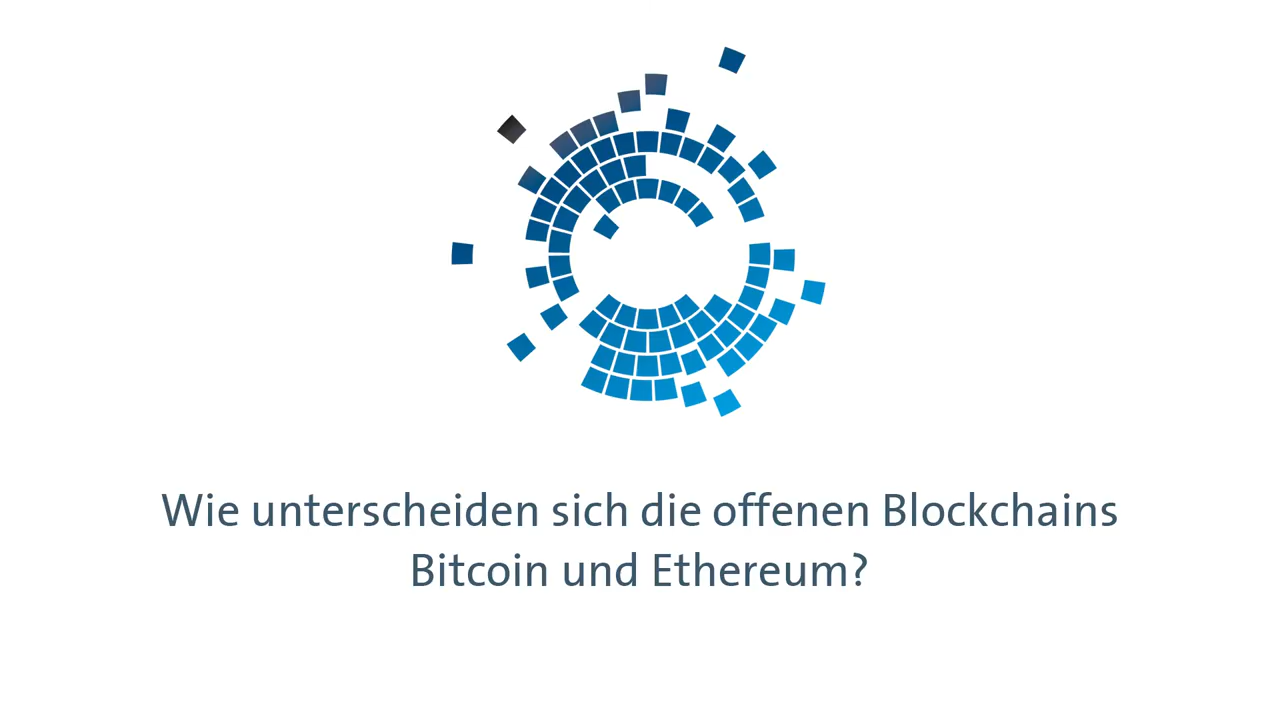 Wie unterscheiden sich die offenen Blockchains
Bitcoin und Ethereum?